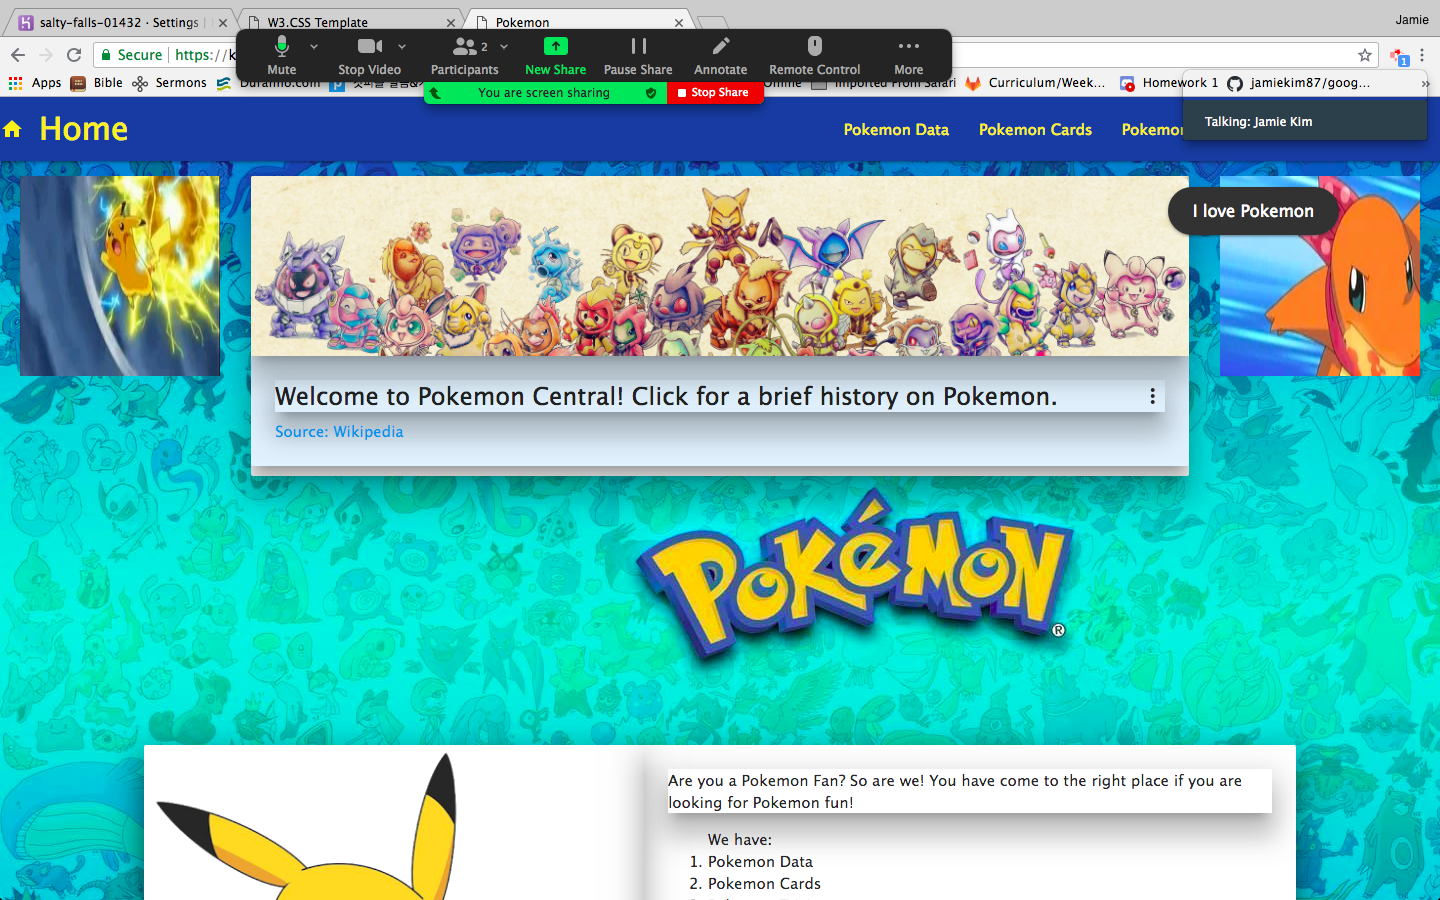 Jamie
salty-falls-01432 · Settings
W3.CSS Template
Pokemon
Secure
https://k
Mute
Stop Video
Participants
2
New Share
Pause Share
Annotate
Remote Control
More
1
You are screen sharing
Stop Share
Apps
Bible
Sermons
Imported From Safari
Curriculum/Week...
Homework 1
jamiekim87/goog...
»
Talking: Jamie Kim
Home
Pokemon Data
Pokemon Cards
I love Pokemon
Welcome to Pokemon Central! Click for a brief history on Pokemon.
Source: Wikipedia
POKéMON
®
Are you a Pokemon Fan? So are we! You have come to the right place if you are
looking for Pokemon fun!
We have:
1. Pokemon Data
2. Pokemon Cards